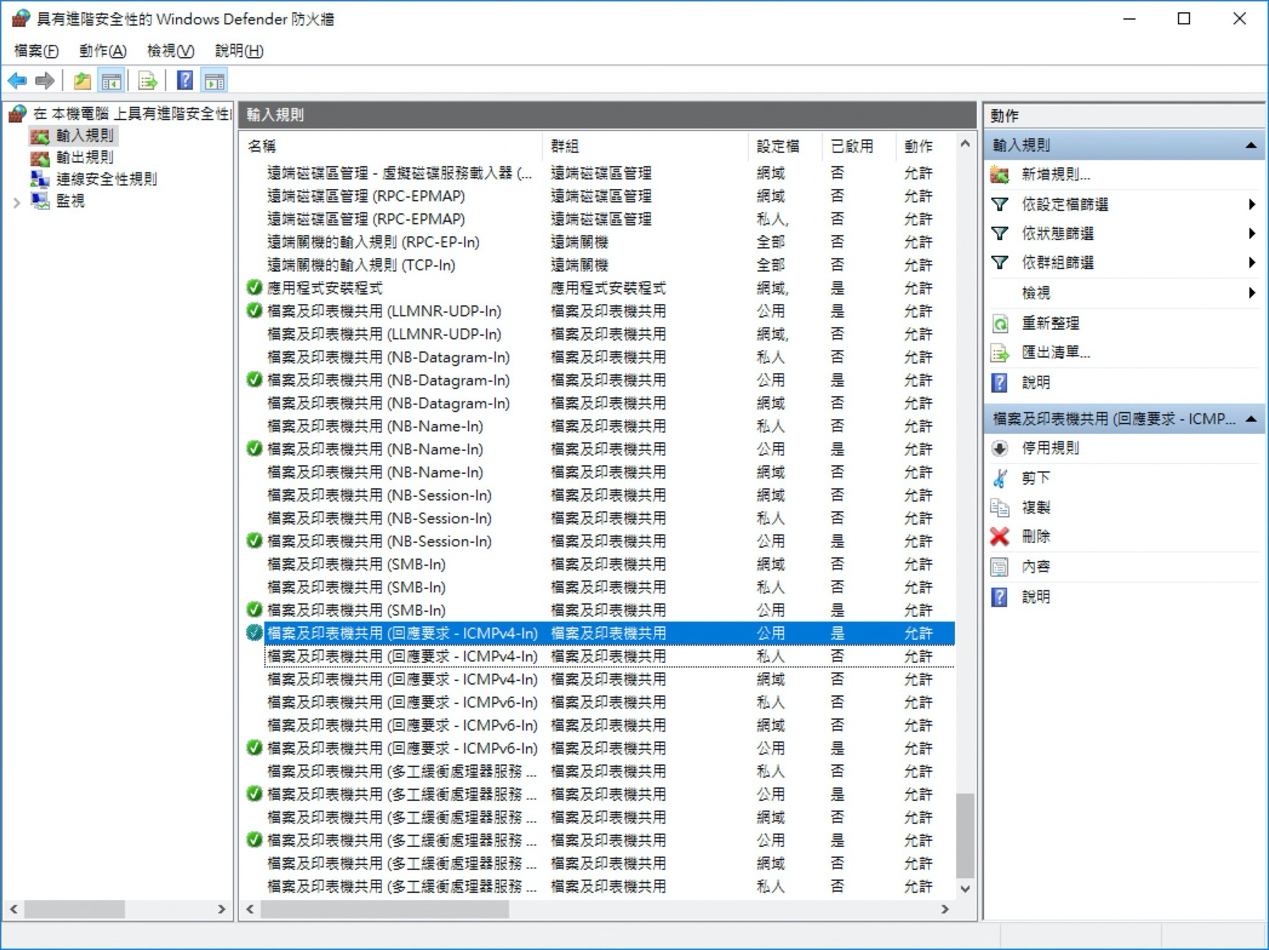 具有進階安全性的 Windows Defender 防火牆
檔案(F) 動作(A) 檢視(V) 說明(H)
在 本機電腦 上具有進階安全性
輸入規則
輸出規則
連線安全性規則
監視
輸入規則
名稱 群組 設定檔 已啟用 動作
遠端磁碟區管理 - 虛擬磁碟服務載入器 (... 遠端磁碟區管理 網域 否 允許
遠端磁碟區管理 (RPC-EPMAP) 遠端磁碟區管理 網域 否 允許
遠端磁碟區管理 (RPC-EPMAP) 遠端磁碟區管理 私人, 否 允許
遠端關機的輸入規則 (RPC-EP-In) 遠端關機 全部 否 允許
遠端關機的輸入規則 (TCP-In) 遠端關機 全部 否 允許
應用程式安裝程式 應用程式安裝程式 網域, 是 允許
檔案及印表機共用 (LLMNR-UDP-In) 檔案及印表機共用 公用 是 允許
檔案及印表機共用 (LLMNR-UDP-In) 檔案及印表機共用 網域, 否 允許
檔案及印表機共用 (NB-Datagram-In) 檔案及印表機共用 私人 否 允許
檔案及印表機共用 (NB-Datagram-In) 檔案及印表機共用 公用 是 允許
檔案及印表機共用 (NB-Datagram-In) 檔案及印表機共用 網域 否 允許
檔案及印表機共用 (NB-Name-In) 檔案及印表機共用 私人 否 允許
檔案及印表機共用 (NB-Name-In) 檔案及印表機共用 公用 是 允許
檔案及印表機共用 (NB-Name-In) 檔案及印表機共用 網域 否 允許
檔案及印表機共用 (NB-Session-In) 檔案及印表機共用 網域 否 允許
檔案及印表機共用 (NB-Session-In) 檔案及印表機共用 私人 否 允許
檔案及印表機共用 (NB-Session-In) 檔案及印表機共用 公用 是 允許
檔案及印表機共用 (SMB-In) 檔案及印表機共用 網域 否 允許
檔案及印表機共用 (SMB-In) 檔案及印表機共用 私人 否 允許
檔案及印表機共用 (SMB-In) 檔案及印表機共用 公用 是 允許
檔案及印表機共用 (回應要求 - ICMPv4-In) 檔案及印表機共用 公用 是 允許
檔案及印表機共用 (回應要求 - ICMPv4-In) 檔案及印表機共用 私人 否 允許
檔案及印表機共用 (回應要求 - ICMPv4-In) 檔案及印表機共用 網域 否 允許
檔案及印表機共用 (回應要求 - ICMPv6-In) 檔案及印表機共用 私人 否 允許
檔案及印表機共用 (回應要求 - ICMPv6-In) 檔案及印表機共用 網域 否 允許
檔案及印表機共用 (回應要求 - ICMPv6-In) 檔案及印表機共用 公用 是 允許
檔案及印表機共用 (多工緩衝處理器服務 ... 檔案及印表機共用 私人 否 允許
檔案及印表機共用 (多工緩衝處理器服務 ... 檔案及印表機共用 公用 是 允許
檔案及印表機共用 (多工緩衝處理器服務 ... 檔案及印表機共用 網域 否 允許
檔案及印表機共用 (多工緩衝處理器服務 ... 檔案及印表機共用 公用 是 允許
檔案及印表機共用 (多工緩衝處理器服務 ... 檔案及印表機共用 網域 否 允許
檔案及印表機共用 (多工緩衝處理器服務 ... 檔案及印表機共用 私人 否 允許
動作
輸入規則
新增規則...
依設定檔篩選
依狀態篩選
依群組篩選
檢視
重新整理
匯出清單...
說明
檔案及印表機共用 (回應要求 - ICMP...
停用規則
剪下
複製
刪除
內容
說明